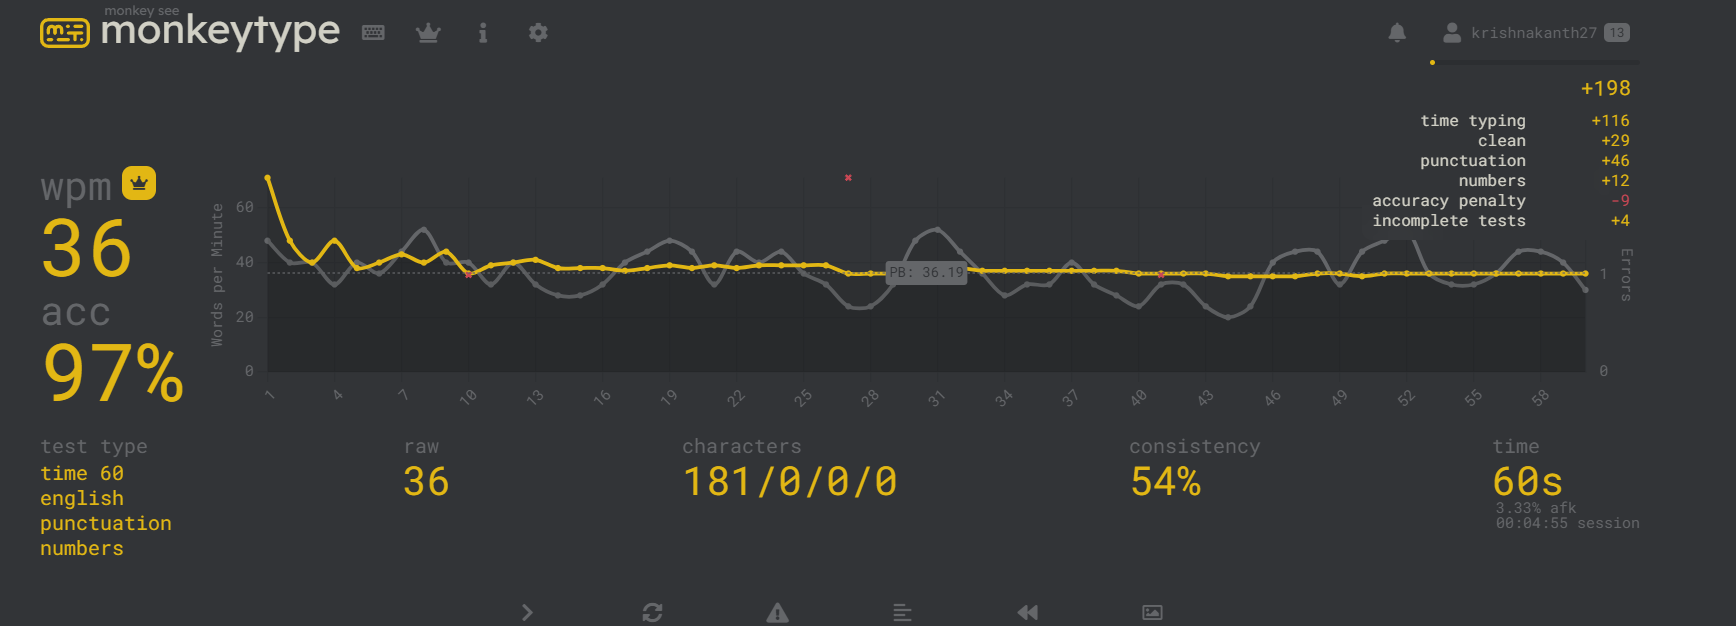 monkey see
monkeytype
krishnakanth27 13
+198
time typing +116
clean +29
punctuation +46
numbers +12
accuracy penalty -9
incomplete tests +4
wpm
36
acc
97%
Words per Minute
60
40
20
0
PB: 36.19
Errors
1
0
1 4 7 10 13 16 19 22 25 28 31 34 37 40 43 46 49 52 55 58
test type
time 60
english
punctuation
numbers
raw
36
characters
181/0/0/0
consistency
54%
time
60s
3.33% afk
00:04:55 session